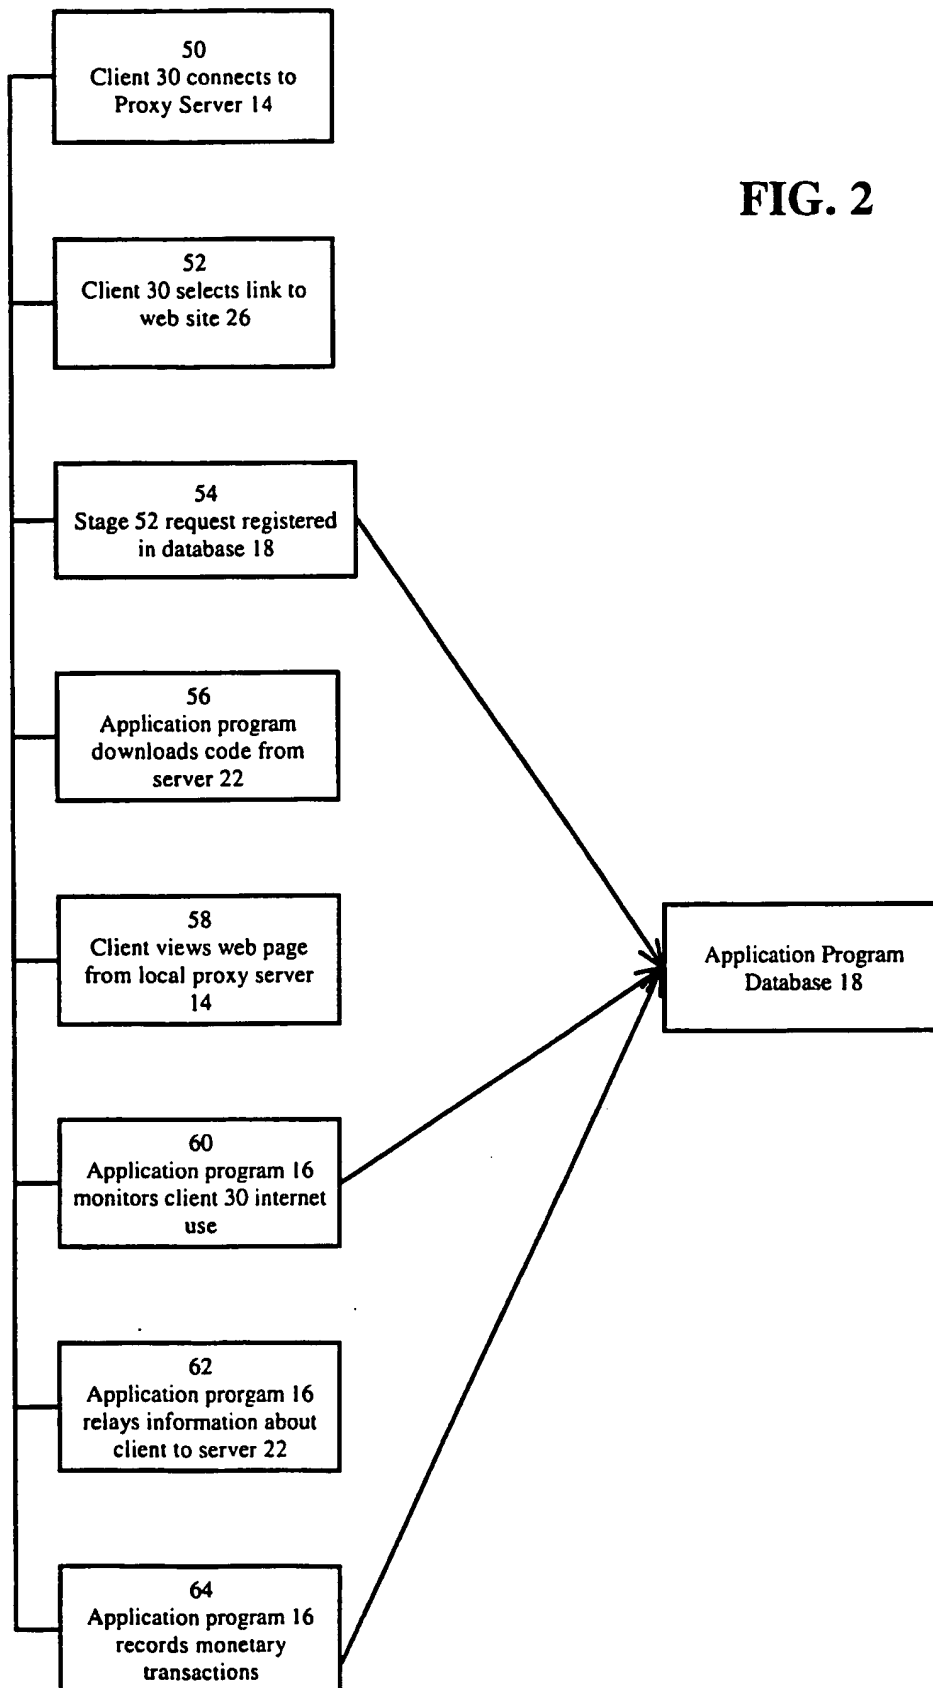 50
Client 30 connects to
Proxy Server 14
FIG. 2
52
Client 30 selects link to
web site 26
54
Stage 52 request registered
in database 18
56
Application program
downloads code from
server 22
58
Client views web page
from local proxy server
14
Application Program
Database 18
60
Application program 16
monitors client 30 internet
use
62
Application prorgam 16
relays information about
client to server 22
64
Application program 16
records monetary
transactions